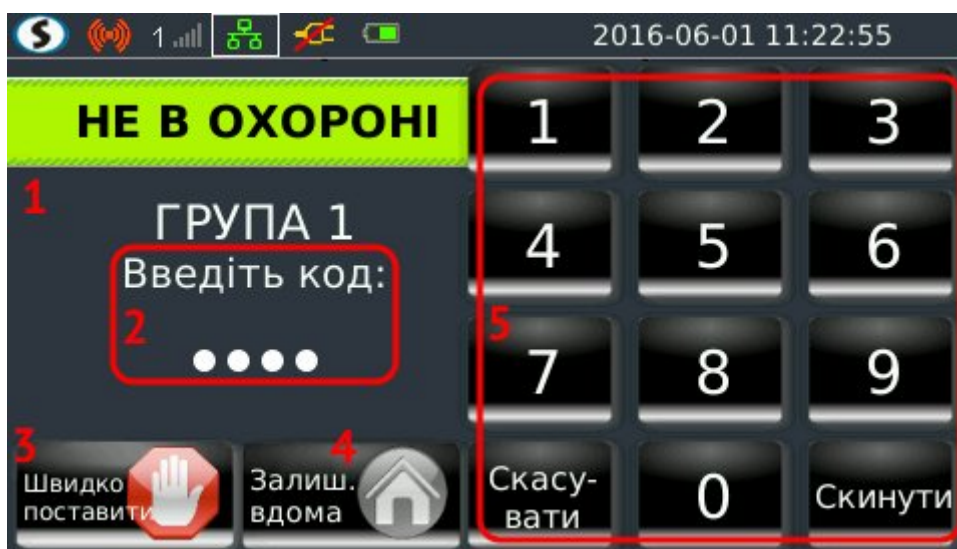 S 1 2016-06-01 11:22:55
НЕ В ОХОРОНІ
1
ГРУПА 1
Введіть код:
2
3
Швидко
поставити
4
Залиш.
вдома
5
1 2 3
4 5 6
7 8 9
Скасу-
вати
0
Скинути